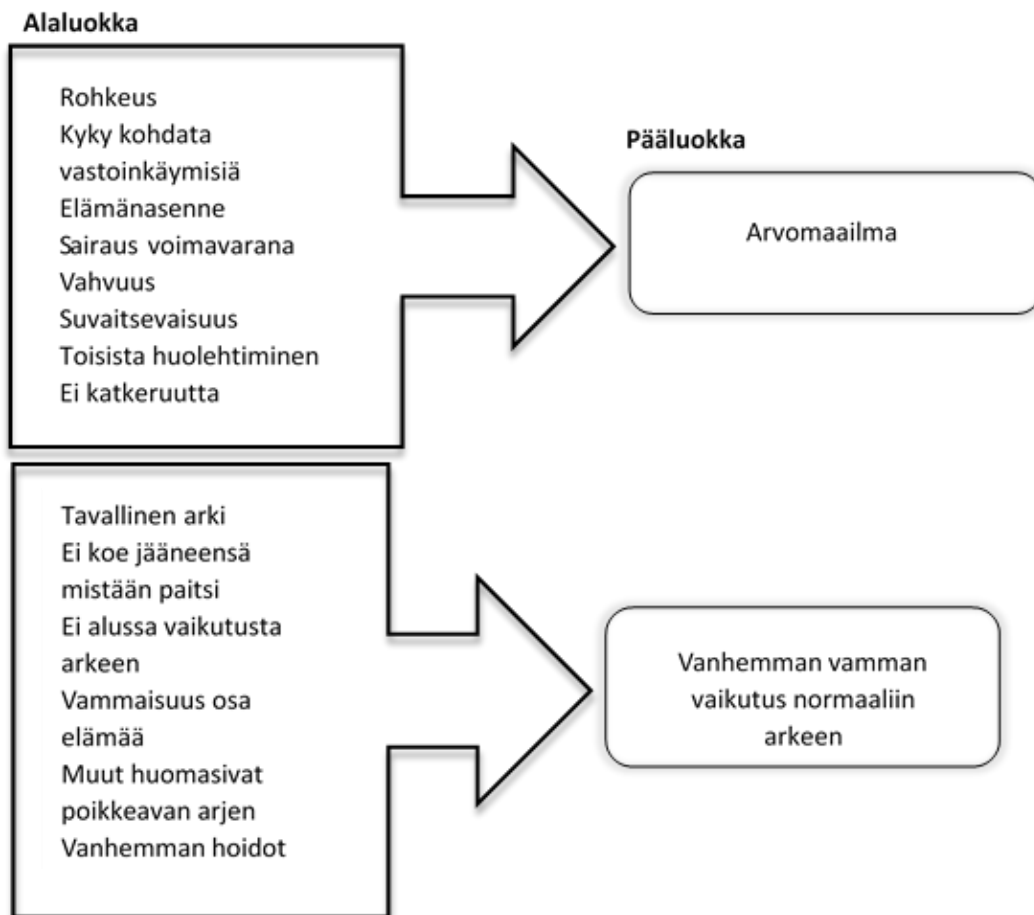 Alaluokka
Rohkeus
Kyky kohdata
vastoinkäymisiä
Elämänasenne
Sairaus voimavarana
Vahvuus
Suvaitsevaisuus
Toisista huolehtiminen
Ei katkeruutta
Pääluokka
Arvomaailma
Tavallinen arki
Ei koe jääneensä
mistään paitsi
Ei alussa vaikutusta
arkeen
Vammaisuus osa
elämää
Muut huomasivat
poikkeavan arjen
Vanhemman hoidot
Vanhemman vamman
vaikutus normaaliin
arkeen